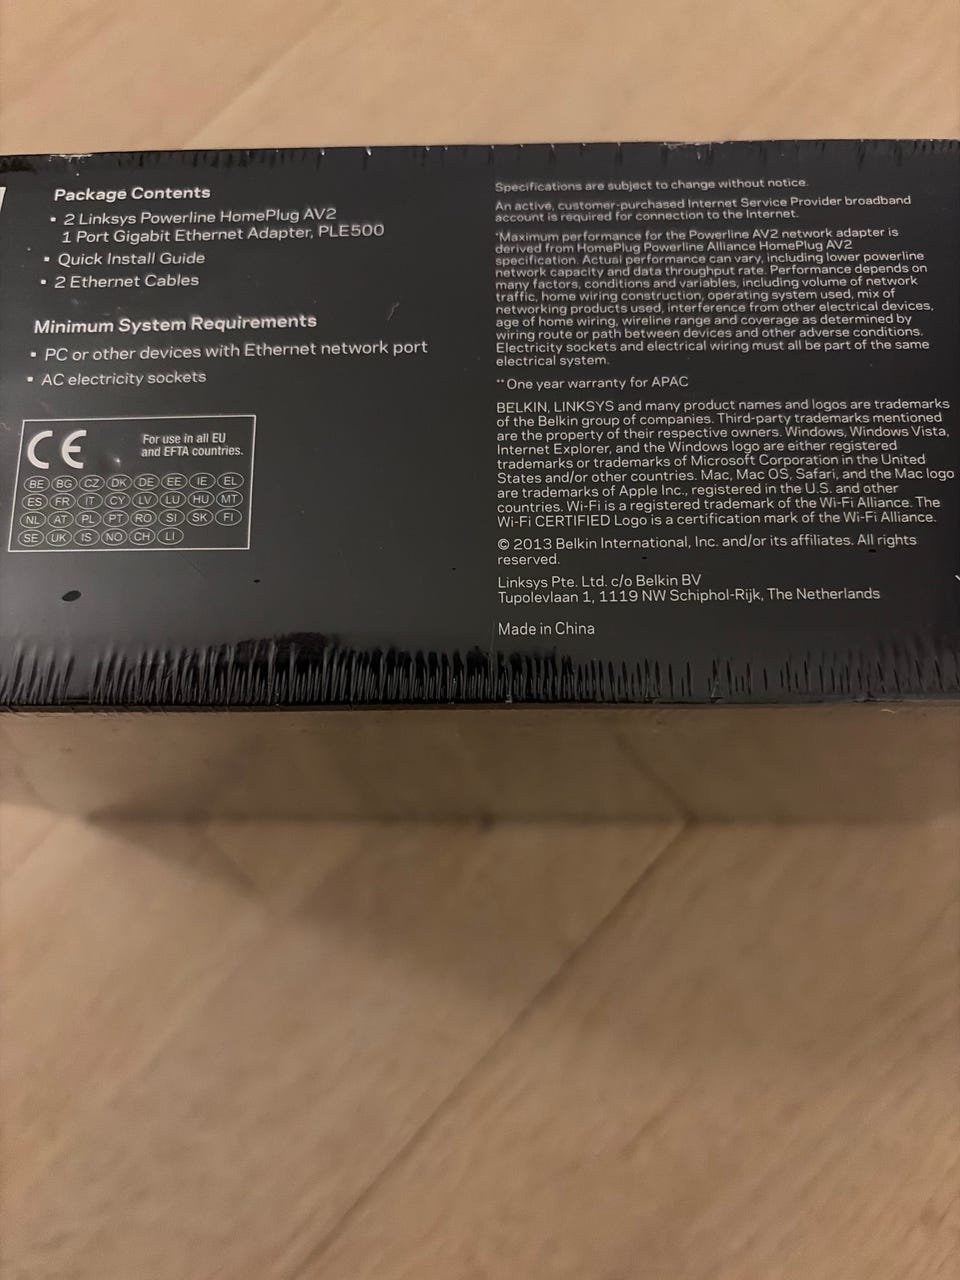 Package Contents
▪ 2 Linksys Powerline HomePlug AV2
1 Port Gigabit Ethernet Adapter, PLE500
▪ Quick Install Guide
▪ 2 Ethernet Cables
Minimum System Requirements
▪ PC or other devices with Ethernet network port
▪ AC electricity sockets
CE
For use in all EU
and EFTA countries.
BE BG CZ DK DE EE IE EL
ES FR IT CY LV LU HU MT
NL AT PL PT RO SI SK FI
SE UK IS NO CH LI
Specifications are subject to change without notice.
An active, customer-purchased Internet Service Provider broadband
account is required for connection to the Internet.
*Maximum performance for the Powerline AV2 network adapter is
derived from HomePlug Powerline Alliance HomePlug AV2
specification. Actual performance can vary, including lower powerline
network capacity and data throughput rate. Performance depends on
many factors, conditions and variables, including volume of network
traffic, home wiring construction, operating system used, mix of
networking products used, interference from other electrical devices,
age of home wiring, wireline range and coverage as determined by
wiring route or path between devices and other adverse conditions.
Electricity sockets and electrical wiring must all be part of the same
electrical system.
**One year warranty for APAC
BELKIN, LINKSYS and many product names and logos are trademarks
of the Belkin group of companies. Third-party trademarks mentioned
are the property of their respective owners. Windows, Windows Vista,
Internet Explorer, and the Windows logo are either registered
trademarks or trademarks of Microsoft Corporation in the United
States and/or other countries. Mac, Mac OS, Safari, and the Mac logo
are trademarks of Apple Inc., registered in the U.S. and other
countries. Wi-Fi is a registered trademark of the Wi-Fi Alliance. The
Wi-Fi CERTIFIED Logo is a certification mark of the Wi-Fi Alliance.
© 2013 Belkin International, Inc. and/or its affiliates. All rights
reserved.
Linksys Pte. Ltd. c/o Belkin BV
Tupolevlaan 1, 1119 NW Schiphol-Rijk, The Netherlands
Made in China